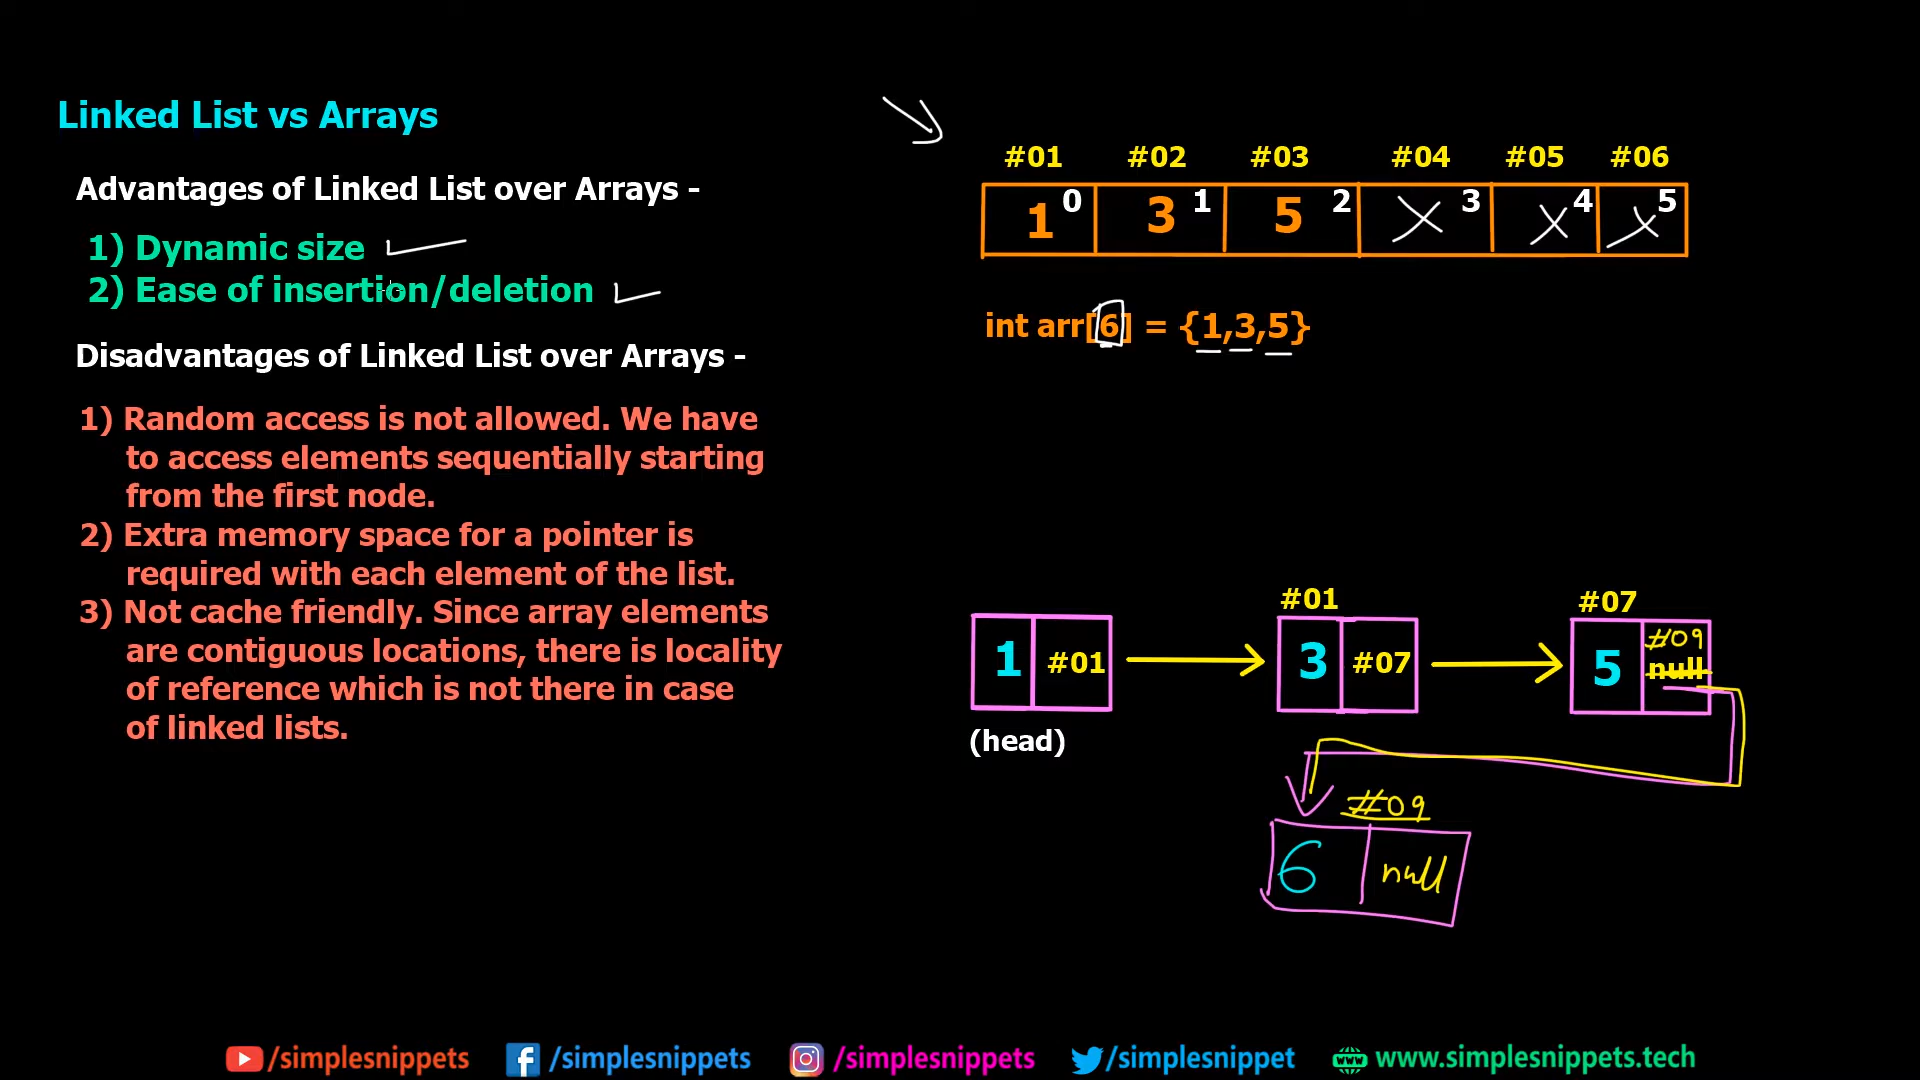 Linked List vs Arrays
Advantages of Linked List over Arrays -
1) Dynamic size
2) Ease of insertion/deletion
Disadvantages of Linked List over Arrays -
1) Random access is not allowed. We have
to access elements sequentially starting
from the first node.
2) Extra memory space for a pointer is
required with each element of the list.
3) Not cache friendly. Since array elements
are contiguous locations, there is locality
of reference which is not there in case
of linked lists.
#01 #02 #03 #04 #05 #06
1 0 3 1 5 2 3 4 5
int arr[6] = {1,3,5}
#01 #07
1 #01 3 #07 5 #09
null
(head)
#09
6 null
/simplesnippets /simplesnippets /simplesnippets /simplesnippet www.simplesnippets.tech